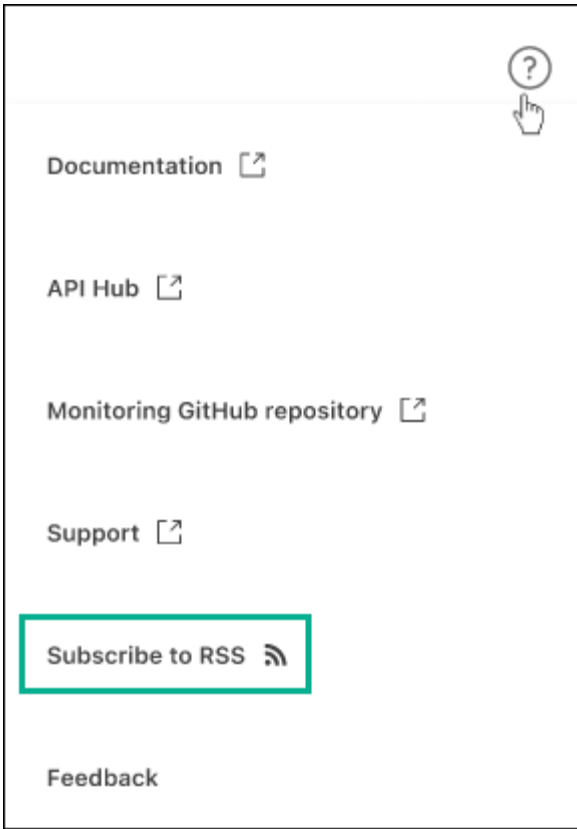 ?
Documentation
API Hub
Monitoring GitHub repository
Support
Subscribe to RSS
Feedback